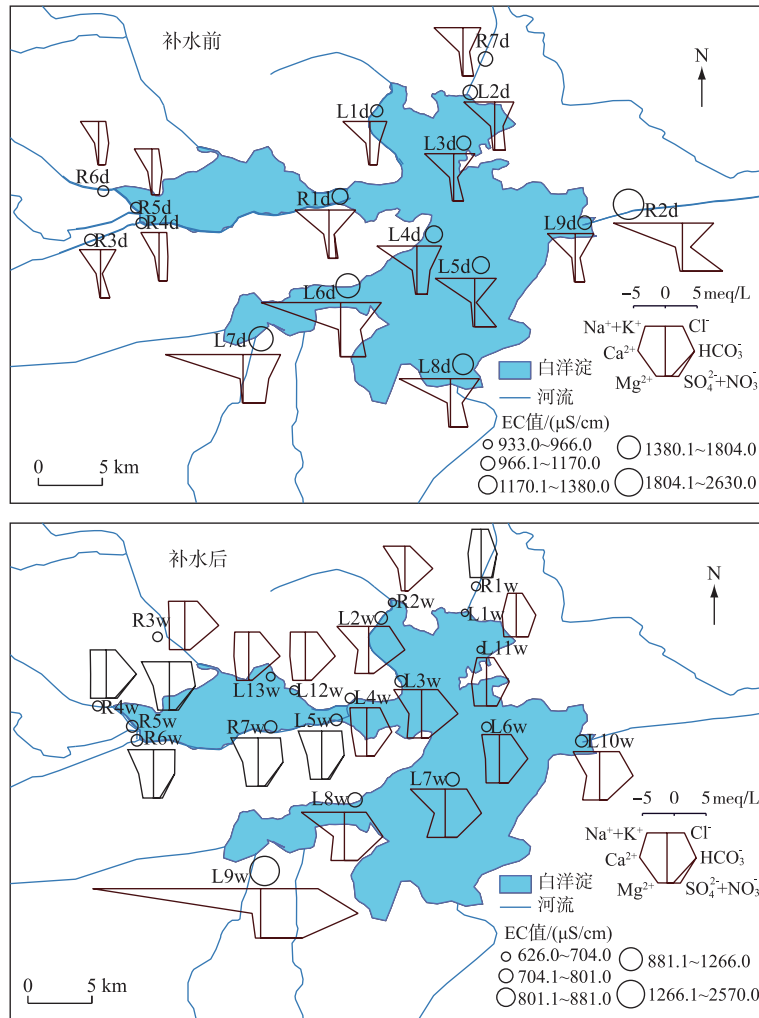 补水前
N
R7d
L2d
L1d
L3d
R6d
R5d
R4d
R3d
R1d
R2d
L9d
L4d
L5d
L6d
L7d
L8d
−5 0 5 meq/L
Na⁺+K⁺ Cl⁻
Ca²⁺ HCO₃⁻
Mg²⁺ SO₄²⁻+NO₃⁻
白洋淀
河流
EC值/(μS/cm)
933.0~966.0 1380.1~1804.0
966.1~1170.0
1170.1~1380.0 1804.1~2630.0
0 5 km
补水后
N
R1w
R2w
L1w
L2w
R3w
L11w
L13w
L12w
L3w
L4w
R4w
R5w
R6w
R7w
L5w
L6w
L10w
L7w
L8w
L9w
−5 0 5 meq/L
Na⁺+K⁺ Cl⁻
Ca²⁺ HCO₃⁻
Mg²⁺ SO₄²⁻+NO₃⁻
白洋淀
河流
EC值/(μS/cm)
626.0~704.0 881.1~1266.0
704.1~801.0
801.1~881.0 1266.1~2570.0
0 5 km